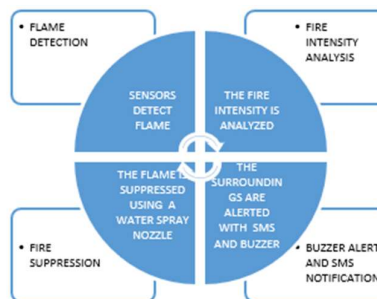 • FLAME
DETECTION
• FIRE
INTENSITY
ANALYSIS
SENSORS
DETECT
FLAME
THE FIRE
INTENSITY IS
ANALYZED
THE FLAME IS
SUPPRESSED
USING A
WATER SPRAY
NOZZLE
THE
SURROUNDIN
GS ARE
ALERTED
WITH SMS
AND BUZZER
• FIRE
SUPPRESSION
• BUZZER ALERT
AND SMS
NOTIFICATION